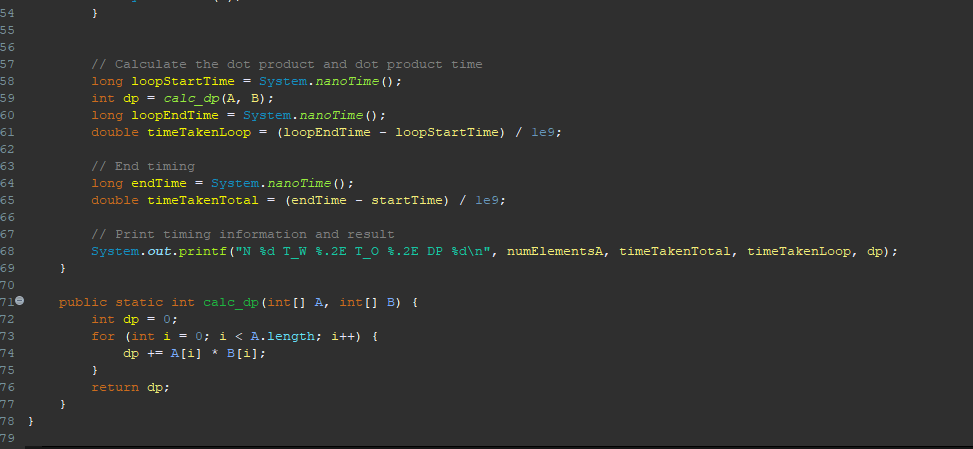 54 }
55
56
57 // Calculate the dot product and dot product time
58 long loopStartTime = System.nanoTime();
59 int dp = calc_dp(A, B);
60 long loopEndTime = System.nanoTime();
61 double timeTakenLoop = (loopEndTime - loopStartTime) / 1e9;
62
63 // End timing
64 long endTime = System.nanoTime();
65 double timeTakenTotal = (endTime - startTime) / 1e9;
66
67 // Print timing information and result
68 System.out.printf("N %d T_W %.2E T_O %.2E DP %d\n", numElementsA, timeTakenTotal, timeTakenLoop, dp);
69 }
70
71 public static int calc_dp(int[] A, int[] B) {
72 int dp = 0;
73 for (int i = 0; i < A.length; i++) {
74 dp += A[i] * B[i];
75 }
76 return dp;
77 }
78 }
79